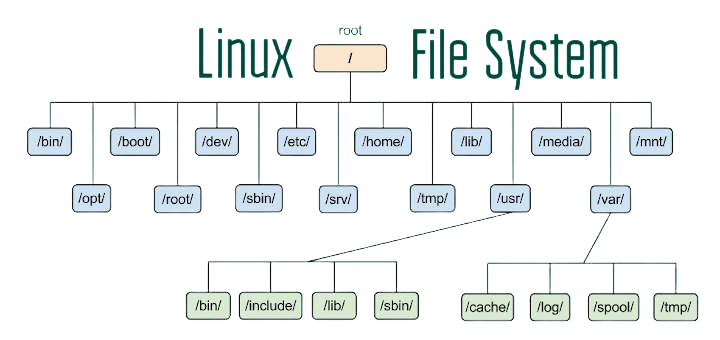 root
Linux / File System
/bin/ /boot/ /dev/ /etc/ /home/ /lib/ /media/ /mnt/
/opt/ /root/ /sbin/ /srv/ /tmp/ /usr/ /var/
/bin/ /include/ /lib/ /sbin/ /cache/ /log/ /spool/ /tmp/